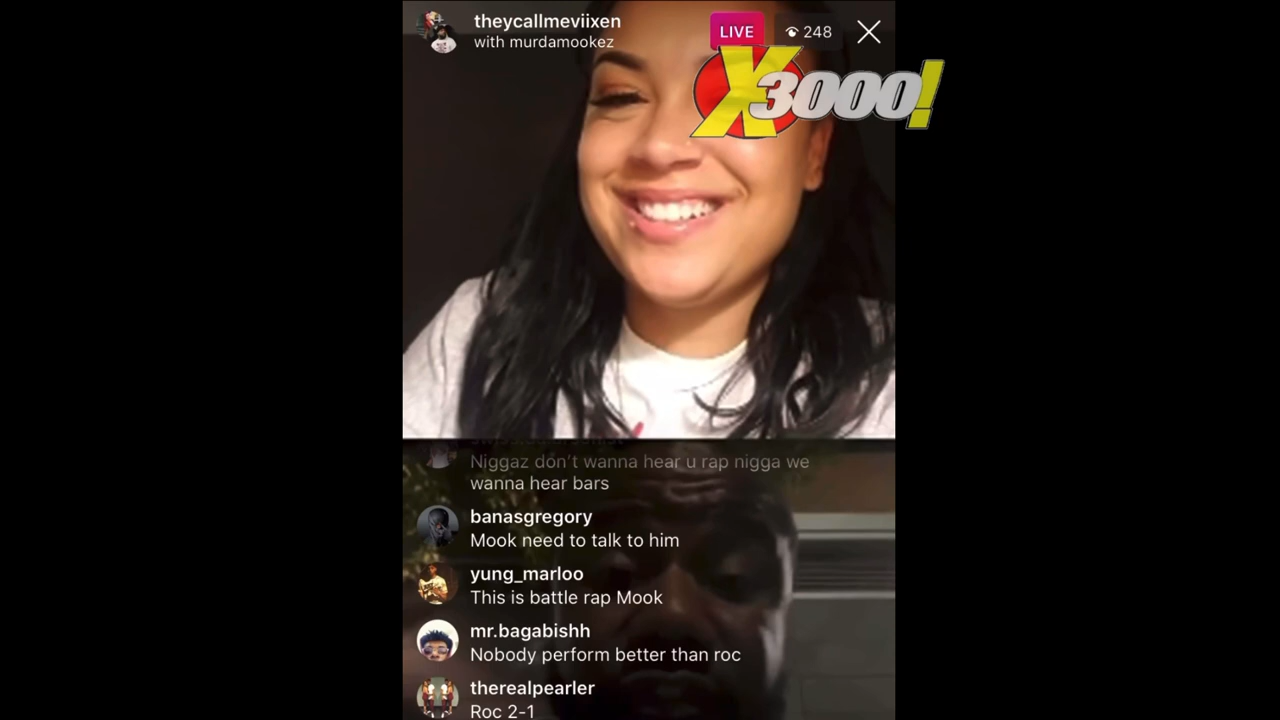 theycallmeviixen
with murdamookez
LIVE
248
X3000!
Niggaz don't wanna hear u rap nigga we
wanna hear bars
banasgregory
Mook need to talk to him
yung_marloo
This is battle rap Mook
mr.bagabishh
Nobody perform better than roc
therealpearler
Roc 2-1